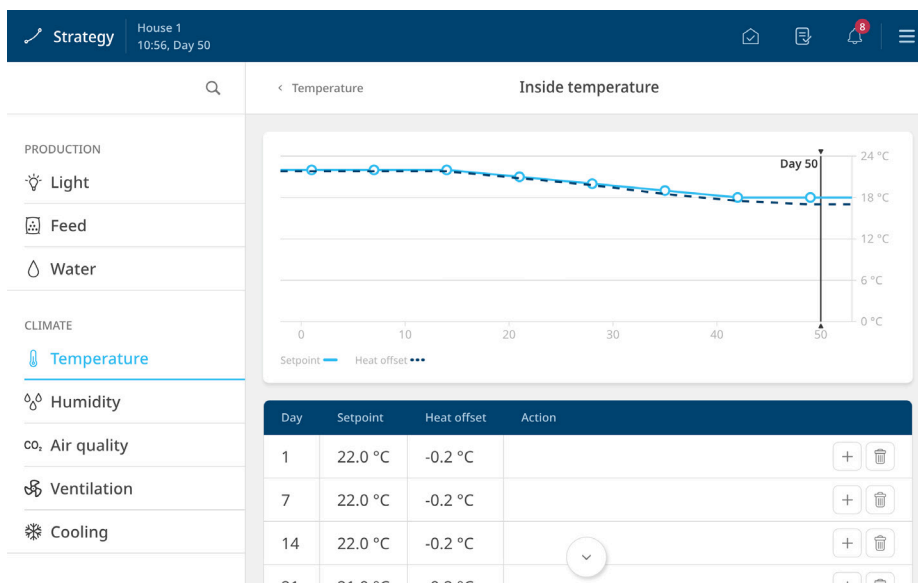 Strategy
House 1
10:56, Day 50
8
‹ Temperature
Inside temperature
PRODUCTION
Light
Feed
Water
CLIMATE
Temperature
Humidity
CO₂ Air quality
Ventilation
Cooling
Day 50
24 °C
18 °C
12 °C
6 °C
0 °C
0 10 20 30 40 50
Setpoint Heat offset
Day Setpoint Heat offset Action
1 22.0 °C -0.2 °C
7 22.0 °C -0.2 °C
14 22.0 °C -0.2 °C